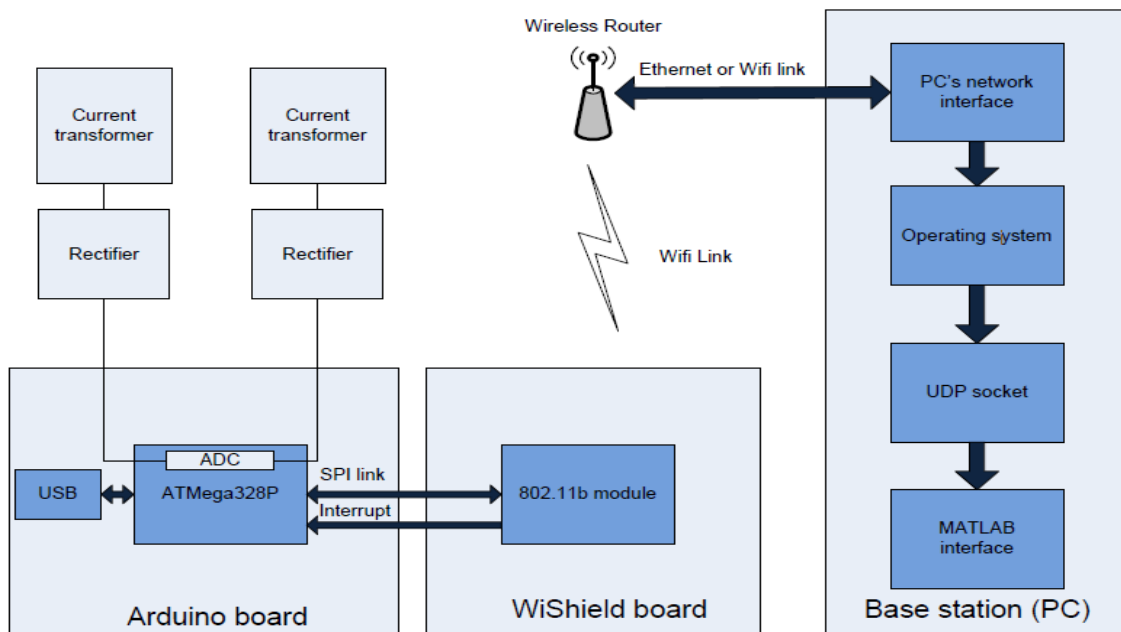 Wireless Router
Ethernet or Wifi link
PC's network
interface
Current
transformer
Current
transformer
Rectifier
Rectifier
Operating system
Wifi Link
UDP socket
ADC
USB
ATMega328P
SPI link
Interrupt
802.11b module
MATLAB
interface
Arduino board
WiShield board
Base station (PC)